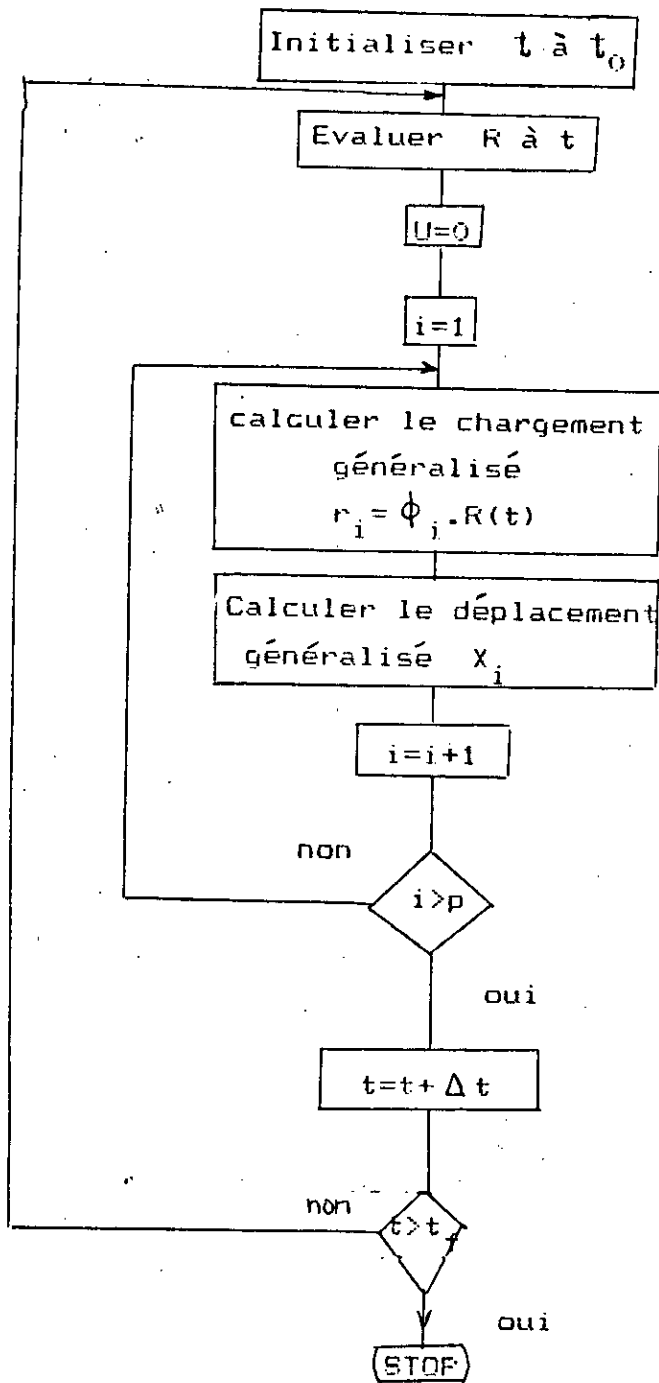 Initialiser t à t₀
Evaluer R à t
U=0
i=1
calculer le chargement
généralisé
rᵢ = ϕᵢ.R(t)
Calculer le déplacement
généralisé Xᵢ
i=i+1
non
i>p
oui
t=t+ Δ t
non
t>t_f
oui
STOP